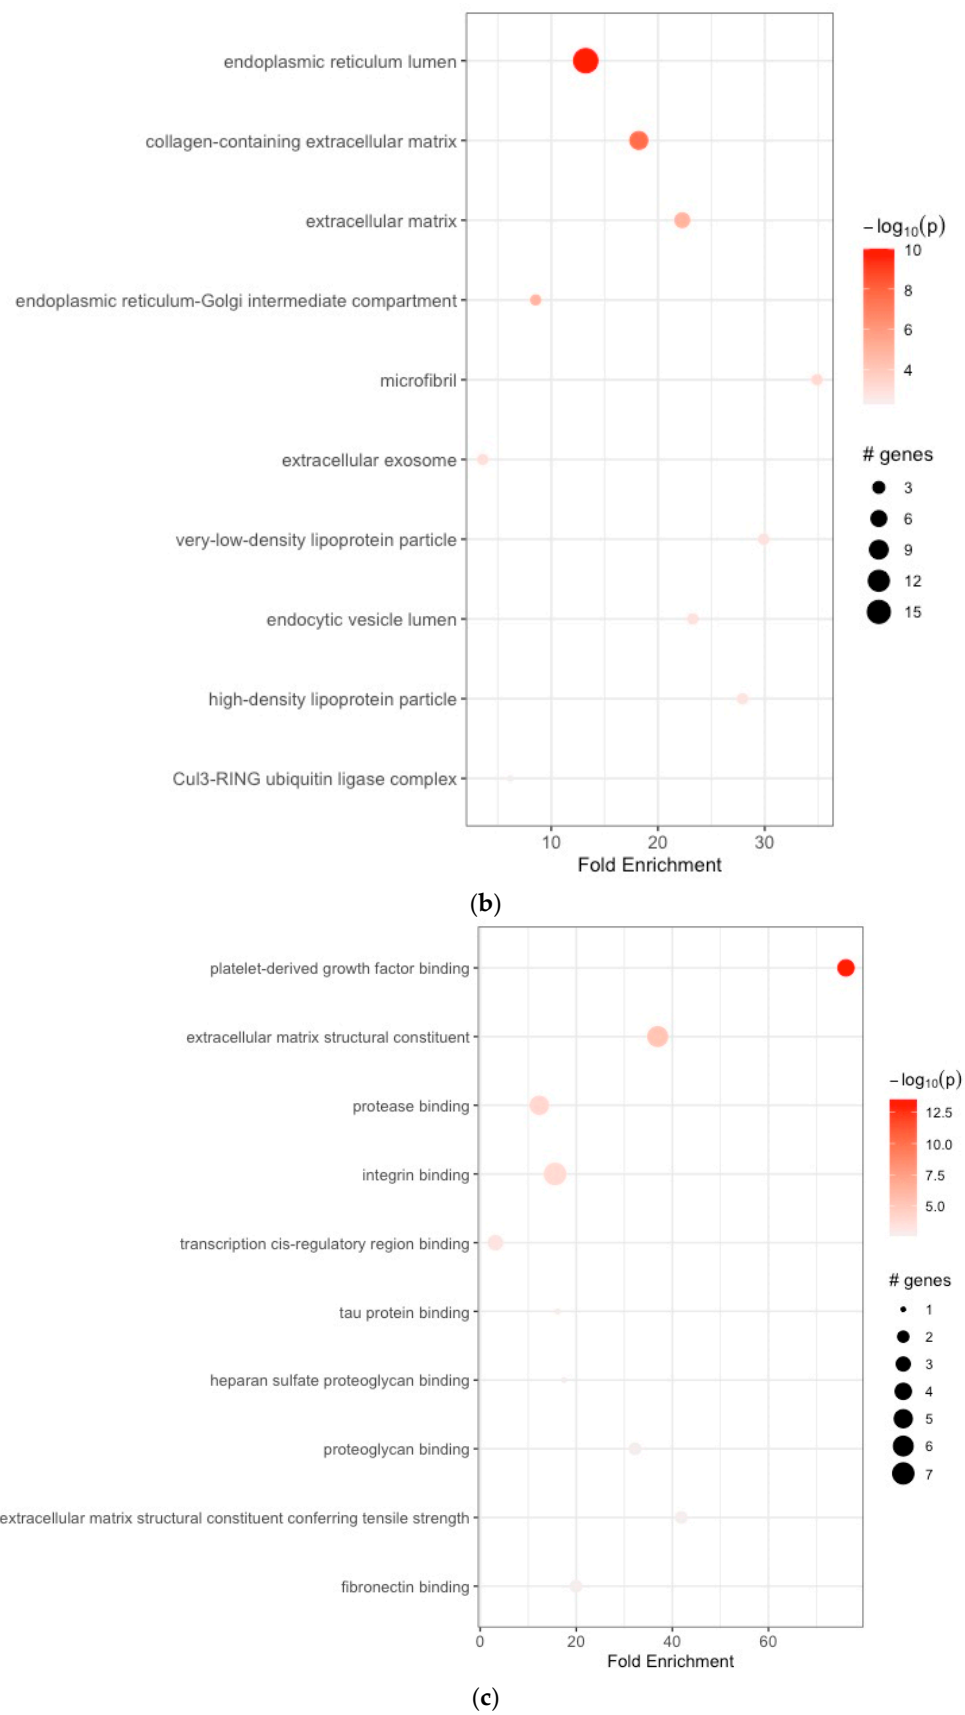 endoplasmic reticulum lumen
collagen-containing extracellular matrix
extracellular matrix
endoplasmic reticulum-Golgi intermediate compartment
microfibril
extracellular exosome
very-low-density lipoprotein particle
endocytic vesicle lumen
high-density lipoprotein particle
Cul3-RING ubiquitin ligase complex
10 20 30
Fold Enrichment
−log₁₀(p)
10
8
6
4
# genes
3
6
9
12
15
(b)
platelet-derived growth factor binding
extracellular matrix structural constituent
protease binding
integrin binding
transcription cis-regulatory region binding
tau protein binding
heparan sulfate proteoglycan binding
proteoglycan binding
extracellular matrix structural constituent conferring tensile strength
fibronectin binding
0 20 40 60
Fold Enrichment
−log₁₀(p)
12.5
10.0
7.5
5.0
# genes
1
2
3
4
5
6
7
(c)